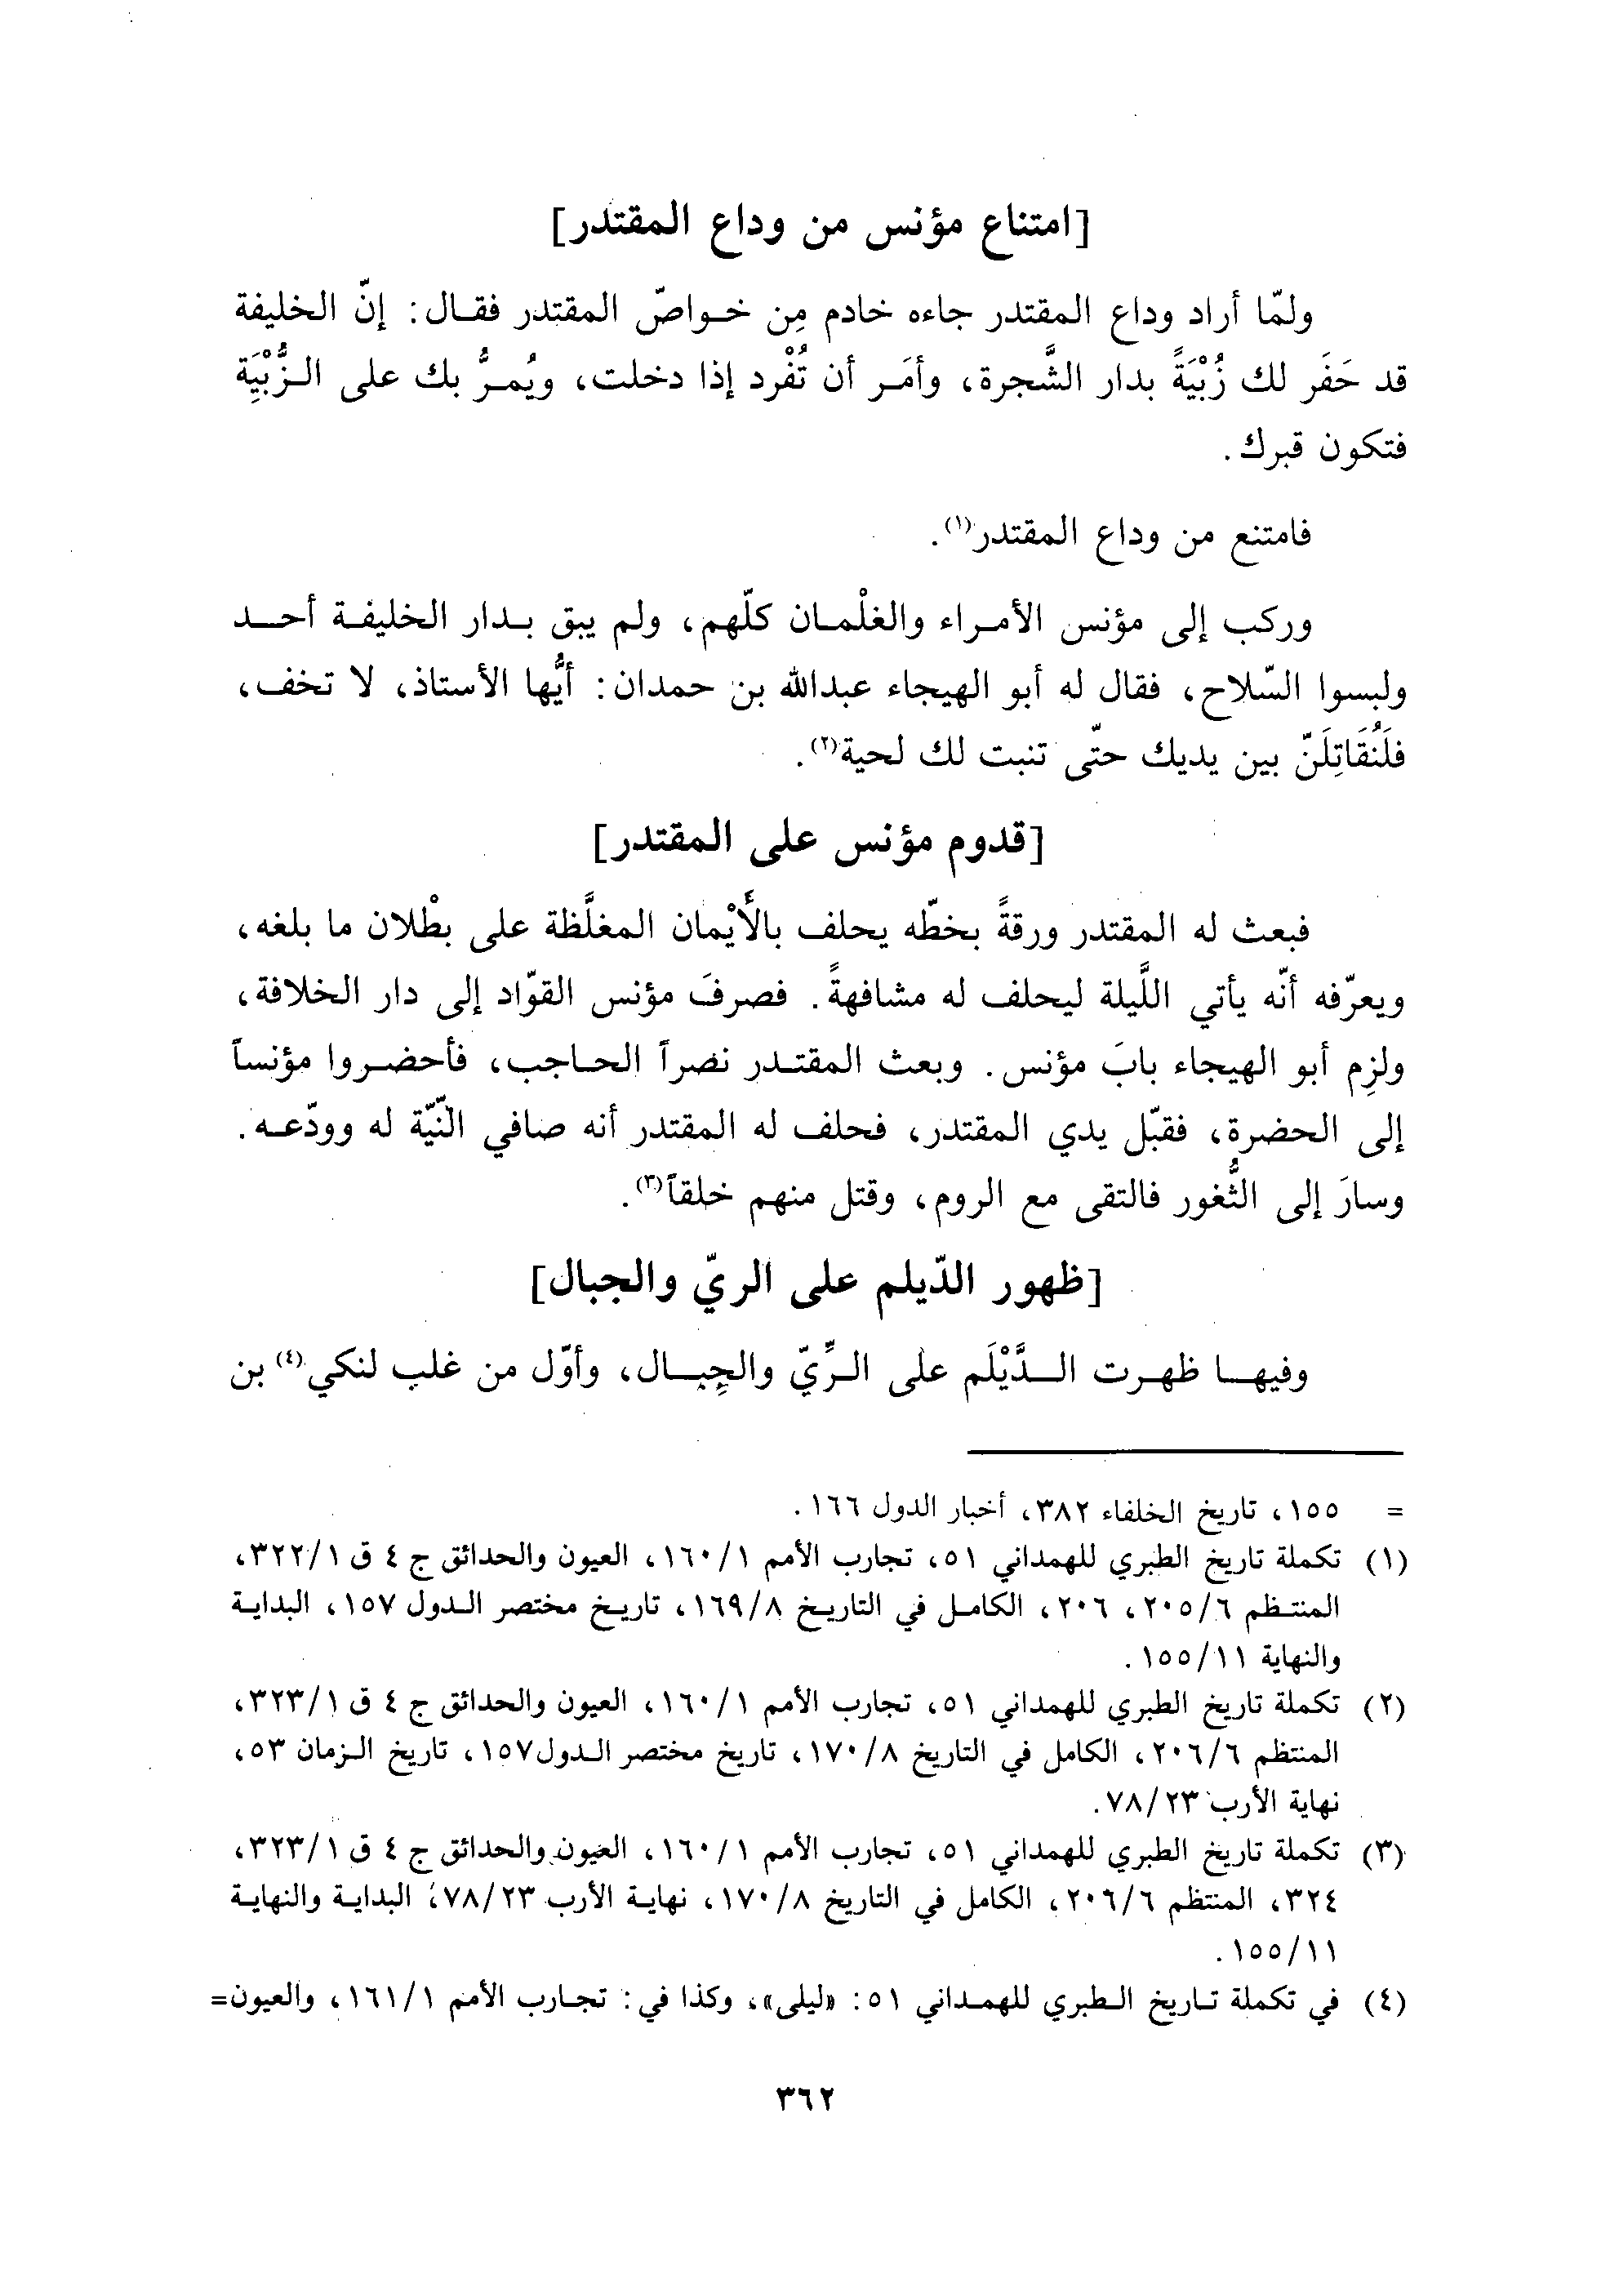 [امتناع مؤنس من وداع المقتدر]
ولمّا أراد وداع المقتدر جاءه خادم مِن خواصّ المقتدر فقال: إنّ الخليفة
قد حَفَر لك زُبْيَةً بدار الشَّجرة، وأمَر أن تُفْرد إذا دخلت، ويُمرُّ بك على الزُّبْيَةِ
فتكون قبرك.
فامتنع من وداع المقتدر(١).
وركب إلى مؤنس الأمراء والغلْمان كلّهم، ولم يبق بدار الخليفة أحد
ولبسوا السّلاح، فقال له أبو الهيجاء عبدالله بن حمدان: أيُّها الأستاذ، لا تخف،
فلَنُقَاتِلَنّ بين يديك حتّى تنبت لك لحية(٢).
[قدوم مؤنس على المقتدر]
فبعث له المقتدر ورقةً بخطّه يحلف بالأَيْمان المغلَّظة على بطْلان ما بلغه،
ويعرّفه أنّه يأتي اللَّيلة ليحلف له مشافهةً. فصرفَ مؤنس القوّاد إلى دار الخلافة،
ولزِم أبو الهيجاء بابَ مؤنس. وبعث المقتدر نصْراً الحاجب، فأحضروا مؤنساً
إلى الحضرة، فقبّل يدي المقتدر، فحلف له المقتدر أنه صافي النّيّة له وودّعه.
وسارَ إلى الثُّغور فالتقى مع الروم، وقتل منهم خلقاً(٣).
[ظهور الدّيلم على الريّ والجبال]
وفيها ظهرت الدَّيْلَم على الرَّيّ والجِبال، وأوّل من غلب لنكي(٤) بن
= ١٥٥، تاريخ الخلفاء ٣٨٢، أخبار الدول ١٦٦.
(١) تكملة تاريخ الطبري للهمداني ٥١، تجارب الأمم ١/١٦٠، العيون والحدائق ج ٤ ق ١/٣٢٢،
المنتظم ٦/٢٠٥، ٢٠٦، الكامل في التاريخ ٨/١٦٩، تاريخ مختصر الدول ١٥٧، البداية
والنهاية ١١/١٥٥.
(٢) تكملة تاريخ الطبري للهمداني ٥١، تجارب الأمم ١/١٦٠، العيون والحدائق ج ٤ ق ١/٣٢٣،
المنتظم ٦/٢٠٦، الكامل في التاريخ ٨/١٧٠، تاريخ مختصر الدول١٥٧، تاريخ الزمان ٥٣،
نهاية الأرب ٢٣/٧٨.
(٣) تكملة تاريخ الطبري للهمداني ٥١، تجارب الأمم ١/١٦٠، العيون والحدائق ج ٤ ق ١/٣٢٣،
٣٢٤، المنتظم ٦/٢٠٦، الكامل في التاريخ ٨/١٧٠، نهاية الأرب ٢٣/٧٨، البداية والنهاية
١١/١٥٥.
(٤) في تكملة تاريخ الطبري للهمداني ٥١: «ليلى»، وكذا في: تجارب الأمم ١/١٦١، والعيون=
٣٦٢